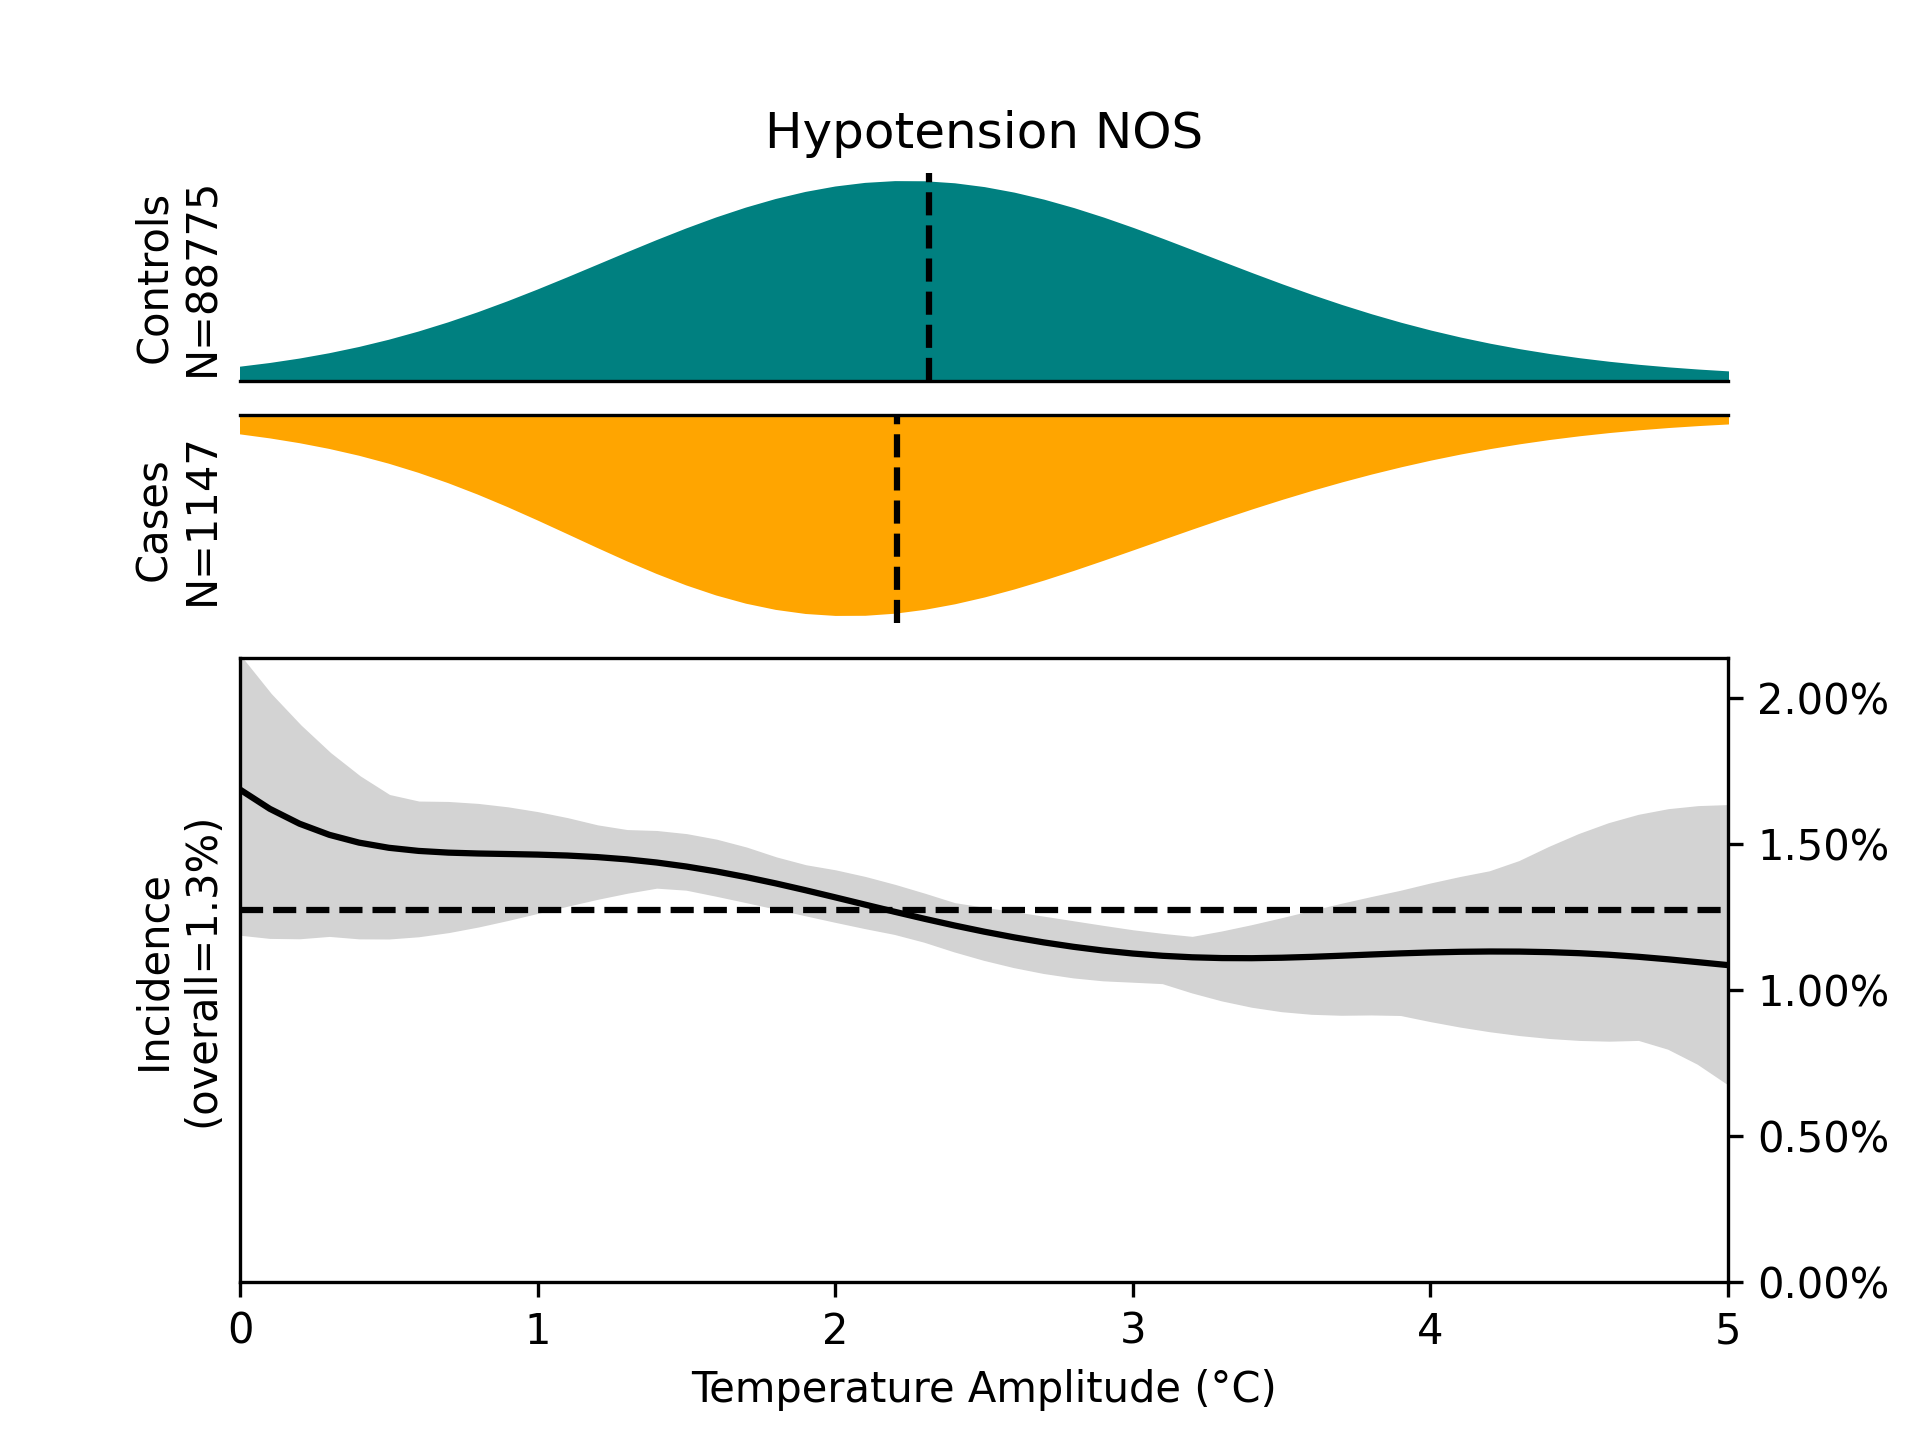 Hypotension NOS
Controls
N=88775
Cases
N=1147
Incidence
(overall=1.3%)
2.00%
1.50%
1.00%
0.50%
0.00%
0 1 2 3 4 5
Temperature Amplitude (°C)